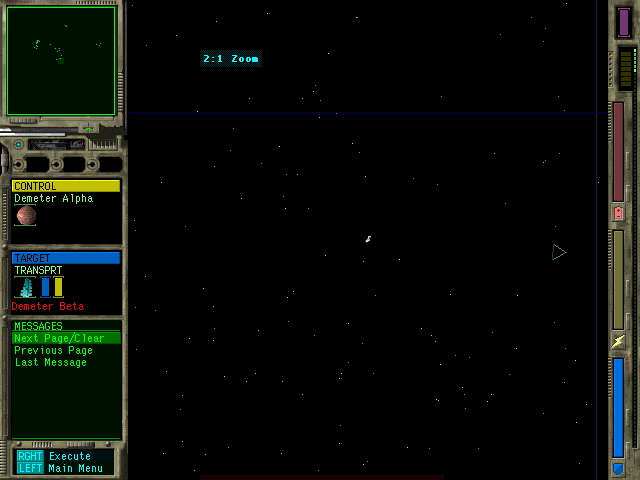 2:1 Zoom
CONTROL
Demeter Alpha
TARGET
TRANSPRT
Demeter Beta
MESSAGES
Next Page/Clear
Previous Page
Last Message
RGHT Execute
LEFT Main Menu